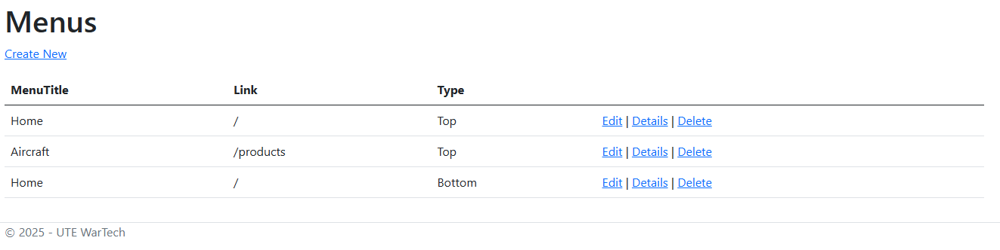 Menus
Create New
MenuTitle Link Type
Home / Top Edit | Details | Delete
Aircraft /products Top Edit | Details | Delete
Home / Bottom Edit | Details | Delete
© 2025 - UTE WarTech